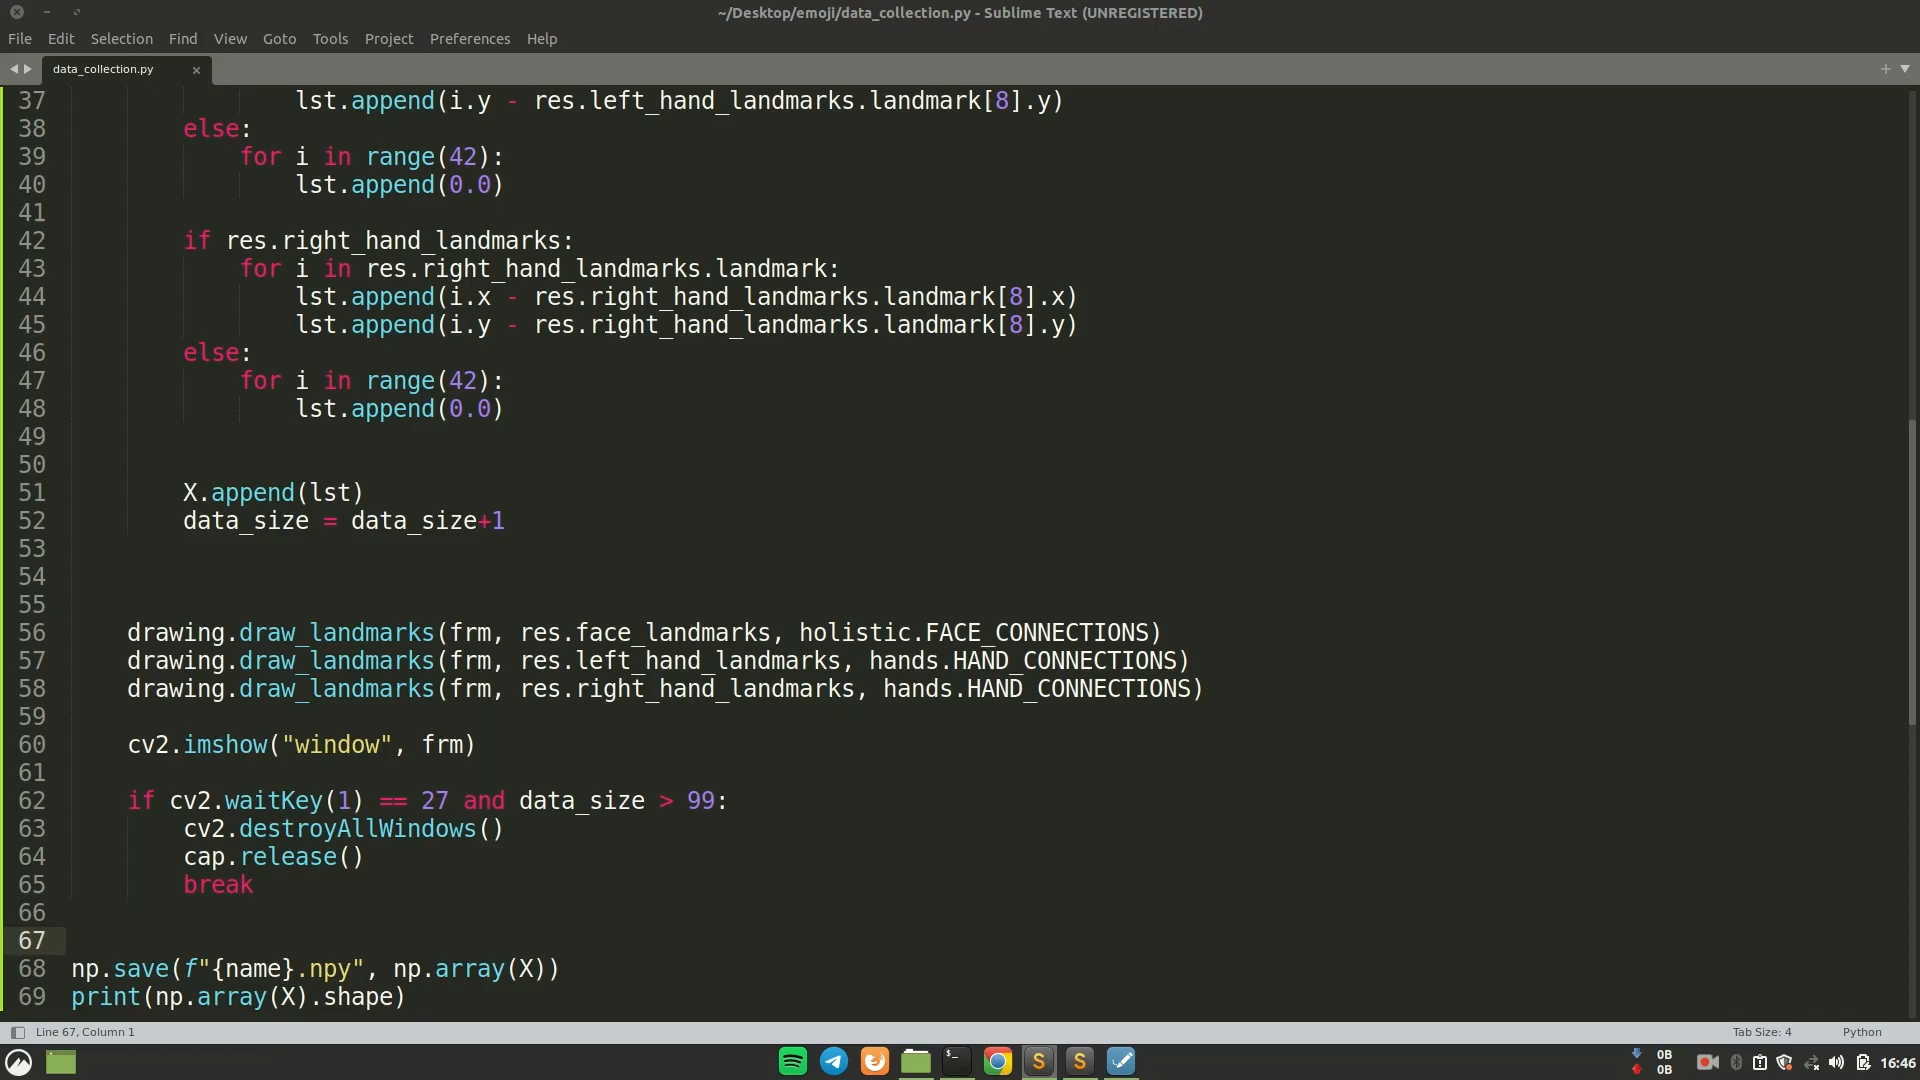 ~/Desktop/emoji/data_collection.py - Sublime Text (UNREGISTERED)
File Edit Selection Find View Goto Tools Project Preferences Help
data_collection.py
37 lst.append(i.y - res.left_hand_landmarks.landmark[8].y)
38 else:
39 for i in range(42):
40 lst.append(0.0)
41
42 if res.right_hand_landmarks:
43 for i in res.right_hand_landmarks.landmark:
44 lst.append(i.x - res.right_hand_landmarks.landmark[8].x)
45 lst.append(i.y - res.right_hand_landmarks.landmark[8].y)
46 else:
47 for i in range(42):
48 lst.append(0.0)
49
50
51 X.append(lst)
52 data_size = data_size+1
53
54
55
56 drawing.draw_landmarks(frm, res.face_landmarks, holistic.FACE_CONNECTIONS)
57 drawing.draw_landmarks(frm, res.left_hand_landmarks, hands.HAND_CONNECTIONS)
58 drawing.draw_landmarks(frm, res.right_hand_landmarks, hands.HAND_CONNECTIONS)
59
60 cv2.imshow("window", frm)
61
62 if cv2.waitKey(1) == 27 and data_size > 99:
63 cv2.destroyAllWindows()
64 cap.release()
65 break
66
67
68 np.save(f"{name}.npy", np.array(X))
69 print(np.array(X).shape)
Line 67, Column 1 Tab Size: 4 Python
0B
0B
16:46